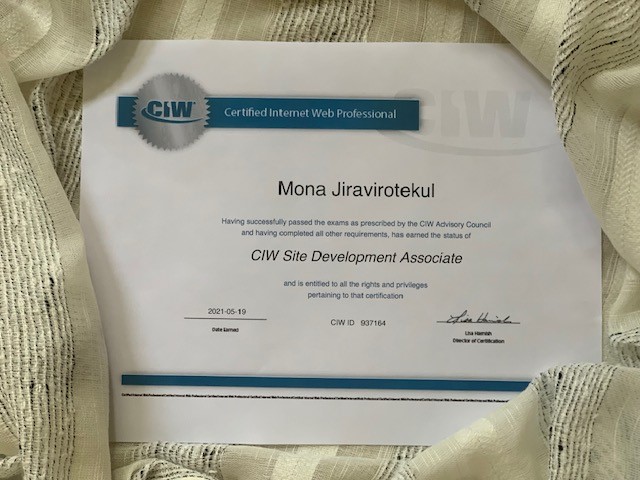 CIW
Certified Internet Web Professional
CIW
Mona Jiravirotekul
Having successfully passed the exams as prescribed by the CIW Advisory Council
and having completed all other requirements, has earned the status of
CIW Site Development Associate
and is entitled to all the rights and privileges
pertaining to that certification
2021-05-19
Date Earned
CIW ID 937164
Lisa Hamish
Director of Certification